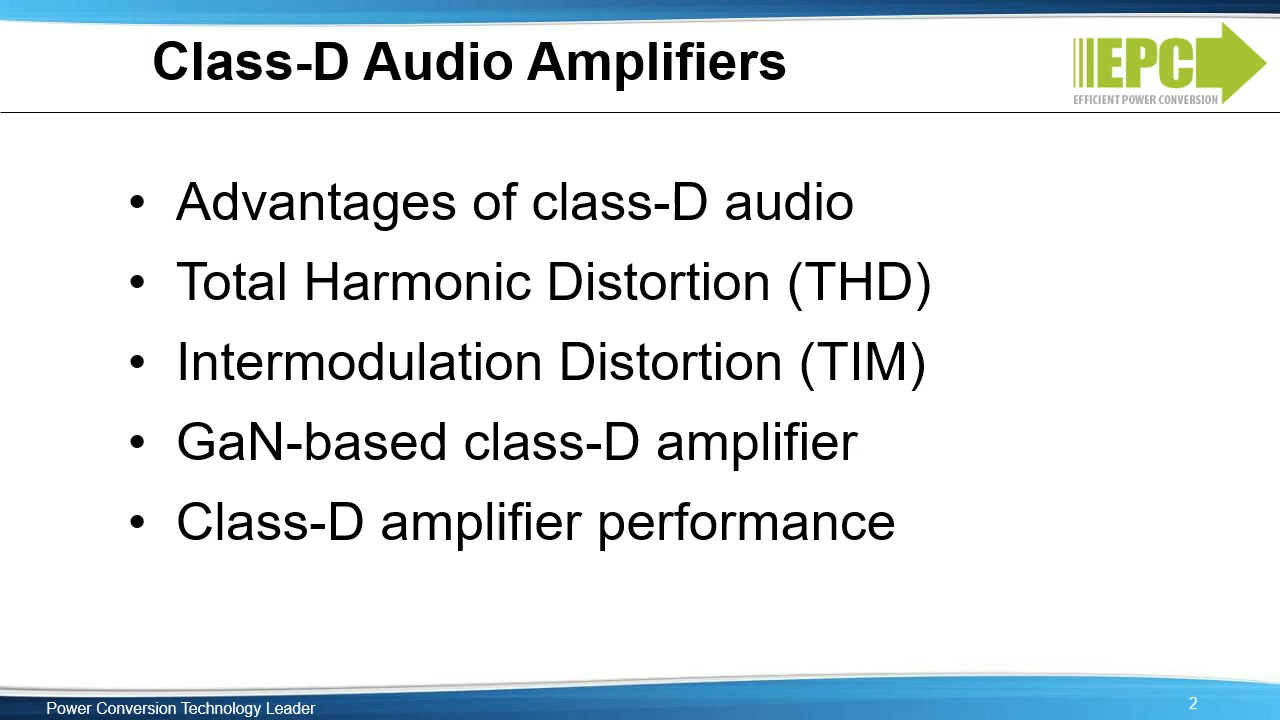 Class-D Audio Amplifiers
EPC
EFFICIENT POWER CONVERSION
• Advantages of class-D audio
• Total Harmonic Distortion (THD)
• Intermodulation Distortion (TIM)
• GaN-based class-D amplifier
• Class-D amplifier performance
Power Conversion Technology Leader
2